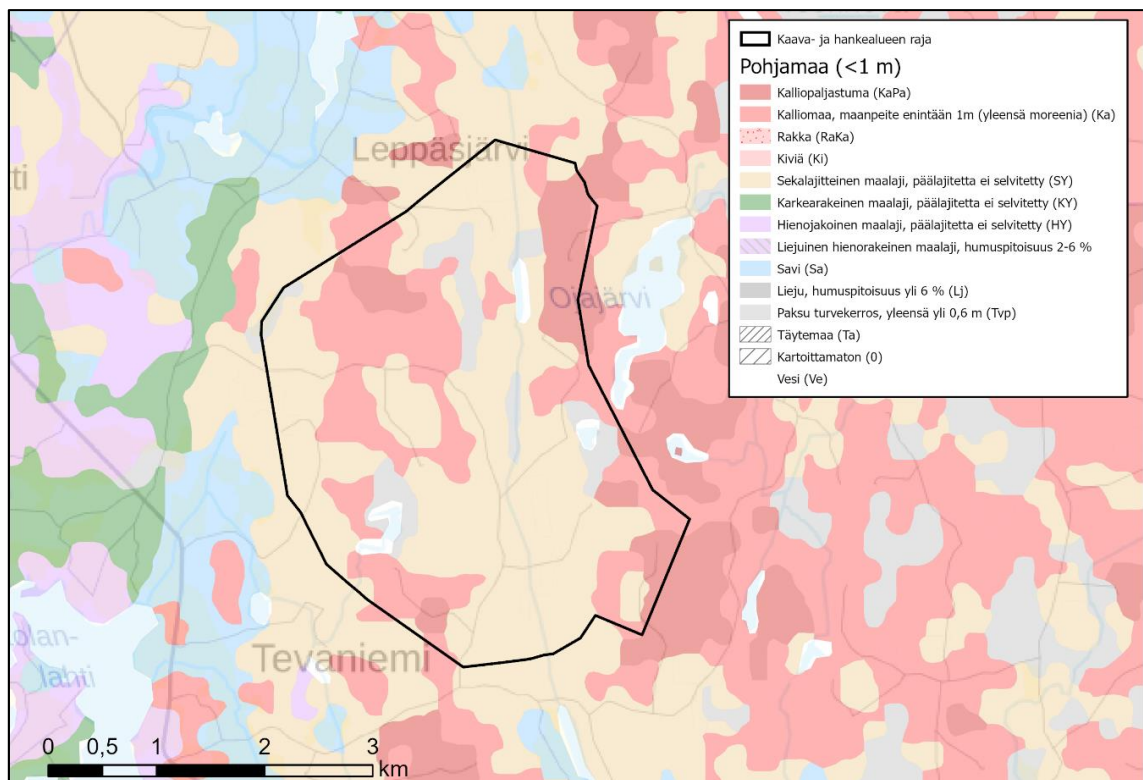 Kaava- ja hankealueen raja
Pohjamaa (<1 m)
Kalliopaljastuma (KaPa)
Kalliomaa, maanpeite enintään 1m (yleensä moreenia) (Ka)
Rakka (RaKa)
Kiviä (Ki)
Sekalajitteinen maalaji, päälajitetta ei selvitetty (SY)
Karkearakeinen maalaji, päälajitetta ei selvitetty (KY)
Hienojakoinen maalaji, päälajitetta ei selvitetty (HY)
Liejuinen hienorakeinen maalaji, humuspitoisuus 2-6 %
Savi (Sa)
Lieju, humuspitoisuus yli 6 % (Lj)
Paksu turvekerros, yleensä yli 0,6 m (Tvp)
Täytemaa (Ta)
Kartoittamaton (0)
Vesi (Ve)
Leppäsjärvi
ti
Ojajärvi
olan-
lahti
Tevaniemi
0 0,5 1 2 3
km